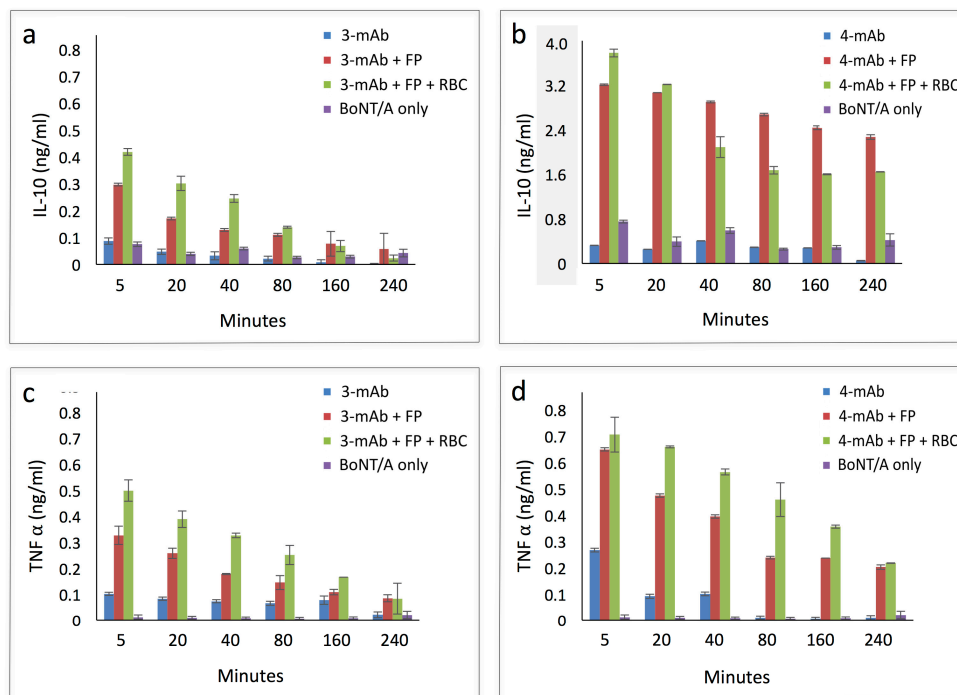 a
3-mAb
3-mAb + FP
3-mAb + FP + RBC
BoNT/A only
IL-10 (ng/ml)
0.8
0.7
0.6
0.5
0.4
0.3
0.2
0.1
0
5 20 40 80 160 240
Minutes
b
4-mAb
4-mAb + FP
4-mAb + FP + RBC
BoNT/A only
IL-10 (ng/ml)
4.0
3.2
2.4
1.6
0.8
0
5 20 40 80 160 240
Minutes
c
3-mAb
3-mAb + FP
3-mAb + FP + RBC
BoNT/A only
TNF α (ng/ml)
0.8
0.7
0.6
0.5
0.4
0.3
0.2
0.1
0
5 20 40 80 160 240
Minutes
d
4-mAb
4-mAb + FP
4-mAb + FP + RBC
BoNT/A only
TNF α (ng/ml)
0.8
0.7
0.6
0.5
0.4
0.3
0.2
0.1
0
5 20 40 80 160 240
Minutes